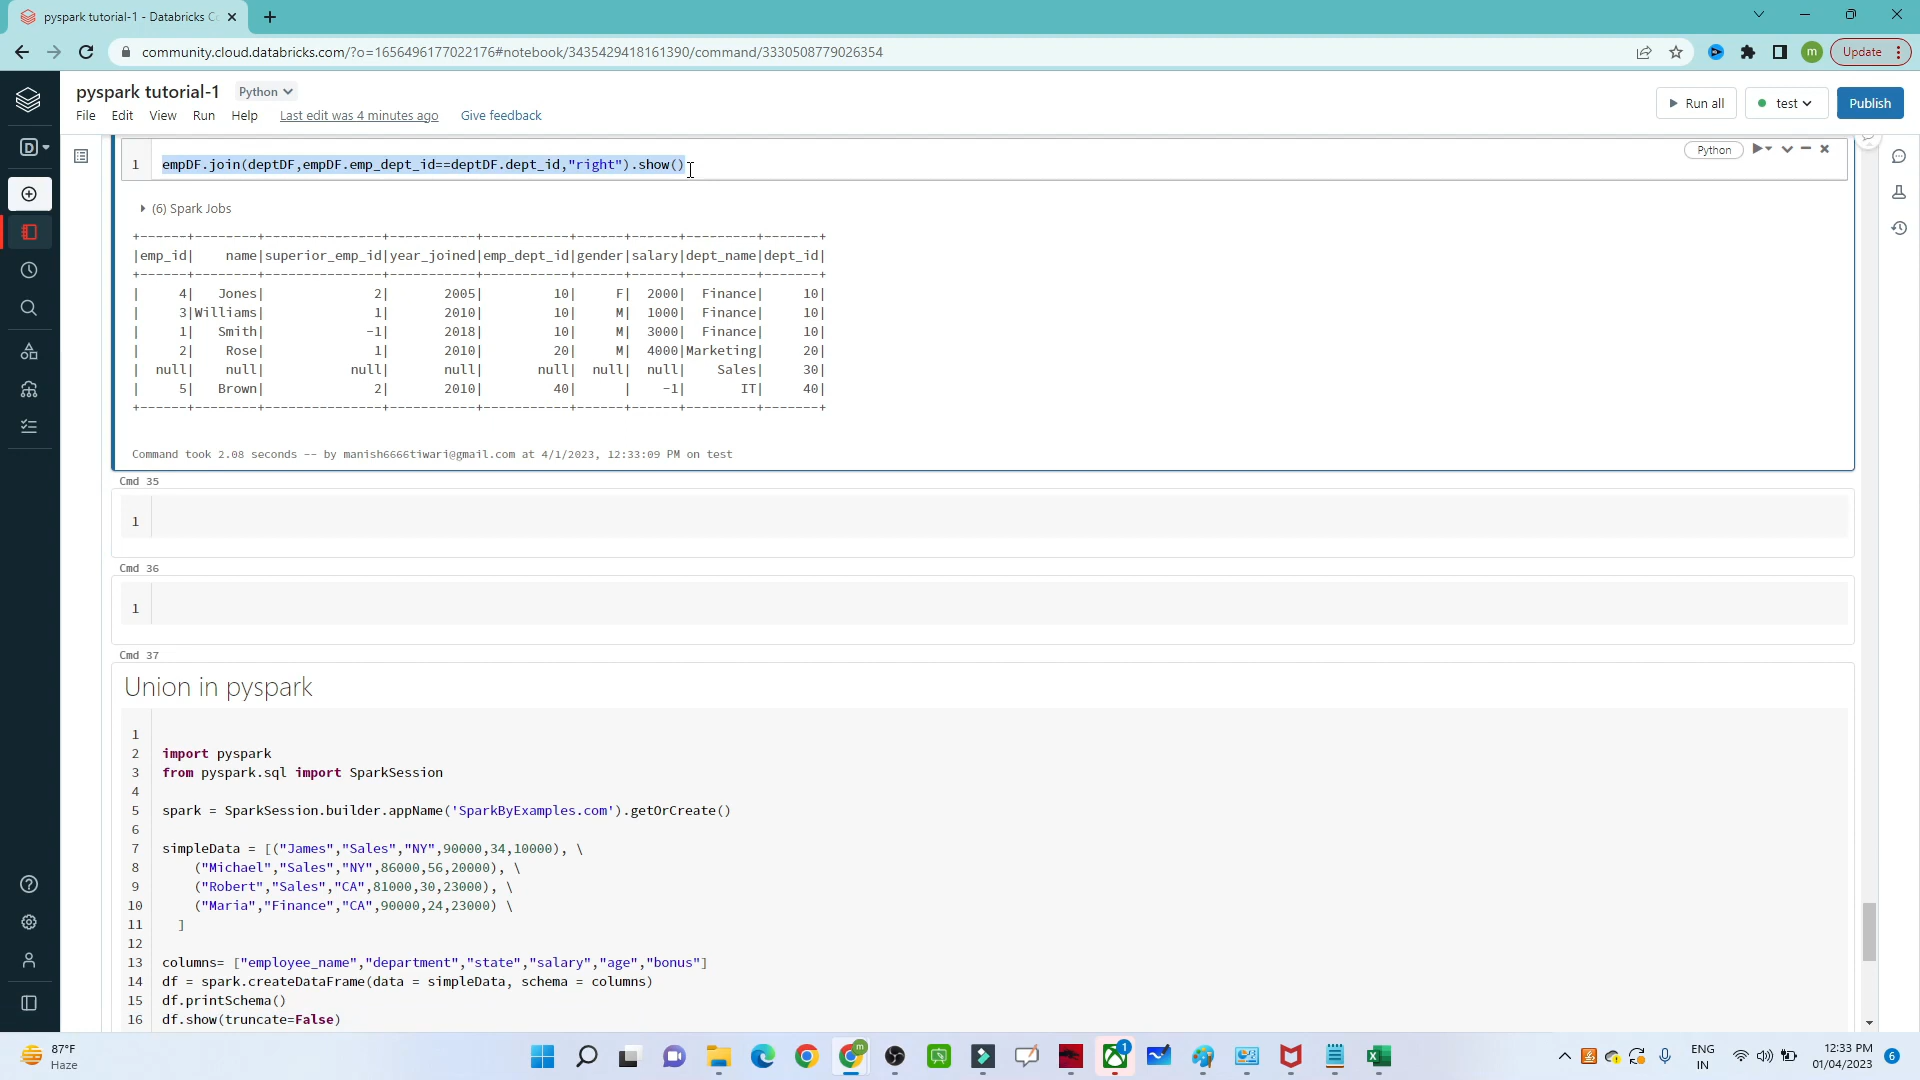 pyspark tutorial-1 - Databricks Co
community.cloud.databricks.com/?o=1656496177022176#notebook/3435429418161390/command/3330508779026354
m
Update
pyspark tutorial-1
Python
File Edit View Run Help Last edit was 4 minutes ago Give feedback
Run all
test
Publish
D
1 empDF.join(deptDF,empDF.emp_dept_id==deptDF.dept_id,"right").show()
Python
(6) Spark Jobs
+------+--------+---------------+-----------+-----------+------+------+---------+-------+
|emp_id|    name|superior_emp_id|year_joined|emp_dept_id|gender|salary|dept_name|dept_id|
+------+--------+---------------+-----------+-----------+------+------+---------+-------+
|     4|   Jones|              2|       2005|         10|     F|  2000|  Finance|     10|
|     3|Williams|              1|       2010|         10|     M|  1000|  Finance|     10|
|     1|   Smith|             -1|       2018|         10|     M|  3000|  Finance|     10|
|     2|    Rose|              1|       2010|         20|     M|  4000|Marketing|     20|
|  null|    null|           null|       null|       null|  null|  null|    Sales|     30|
|     5|   Brown|              2|       2010|         40|      |    -1|       IT|     40|
+------+--------+---------------+-----------+-----------+------+------+---------+-------+
Command took 2.08 seconds -- by manish6666tiwari@gmail.com at 4/1/2023, 12:33:09 PM on test
Cmd 35
1
Cmd 36
1
Cmd 37
Union in pyspark
1
2 import pyspark
3 from pyspark.sql import SparkSession
4
5 spark = SparkSession.builder.appName('SparkByExamples.com').getOrCreate()
6
7 simpleData = [("James","Sales","NY",90000,34,10000), \
8     ("Michael","Sales","NY",86000,56,20000), \
9     ("Robert","Sales","CA",81000,30,23000), \
10     ("Maria","Finance","CA",90000,24,23000) \
11   ]
12
13 columns= ["employee_name","department","state","salary","age","bonus"]
14 df = spark.createDataFrame(data = simpleData, schema = columns)
15 df.printSchema()
16 df.show(truncate=False)
87°F
Haze
m
1
ENG
IN
12:33 PM
01/04/2023
6